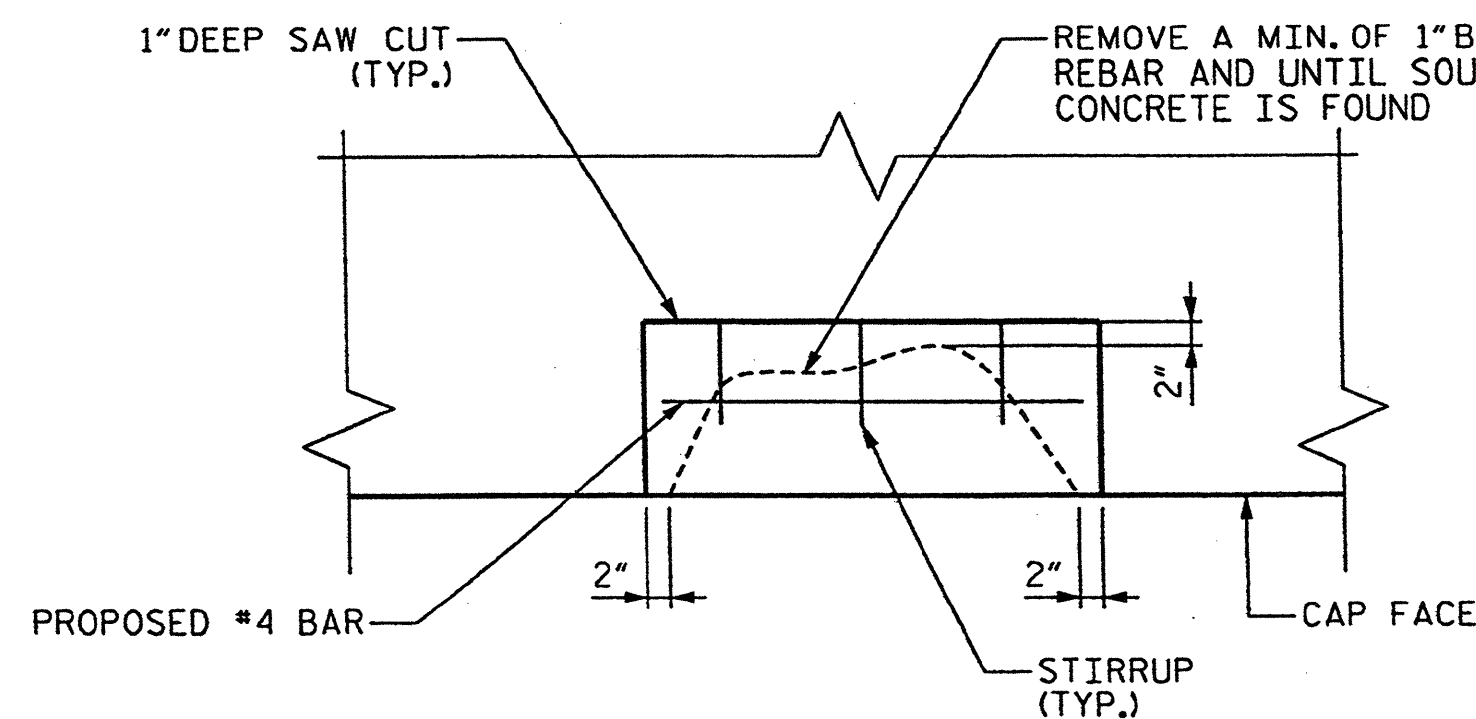 1" DEEP SAW CUT
(TYP.)
REMOVE A MIN. OF 1" B
REBAR AND UNTIL SOU
CONCRETE IS FOUND
2"
2"
2"
PROPOSED #4 BAR
CAP FACE
STIRRUP
(TYP.)